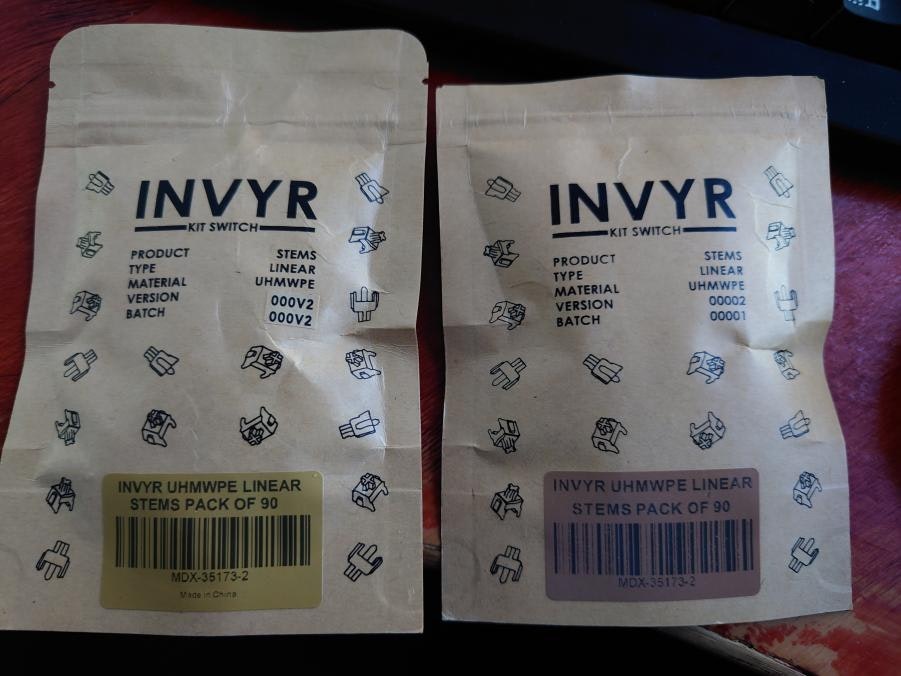 INVYR
KIT SWITCH
PRODUCT STEMS
TYPE LINEAR
MATERIAL UHMWPE
VERSION 000V2
BATCH 000V2
INVYR UHMWPE LINEAR
STEMS PACK OF 90
MDX-35173-2
Made in China
INVYR
KIT SWITCH
PRODUCT STEMS
TYPE LINEAR
MATERIAL UHMWPE
VERSION 00002
BATCH 00001
INVYR UHMWPE LINEAR
STEMS PACK OF 90
MDX-35173-2